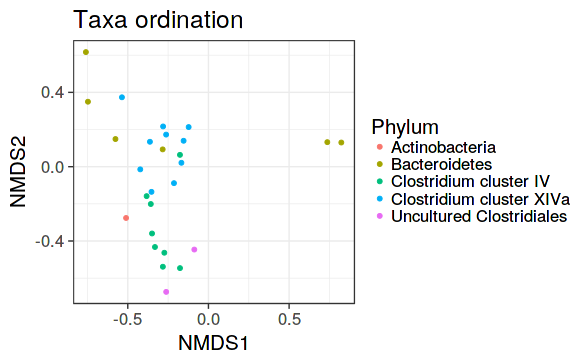 Taxa ordination
NMDS2
0.4
0.0
-0.4
-0.5
0.0
0.5
NMDS1
Phylum
Actinobacteria
Bacteroidetes
Clostridium cluster IV
Clostridium cluster XIVa
Uncultured Clostridiales